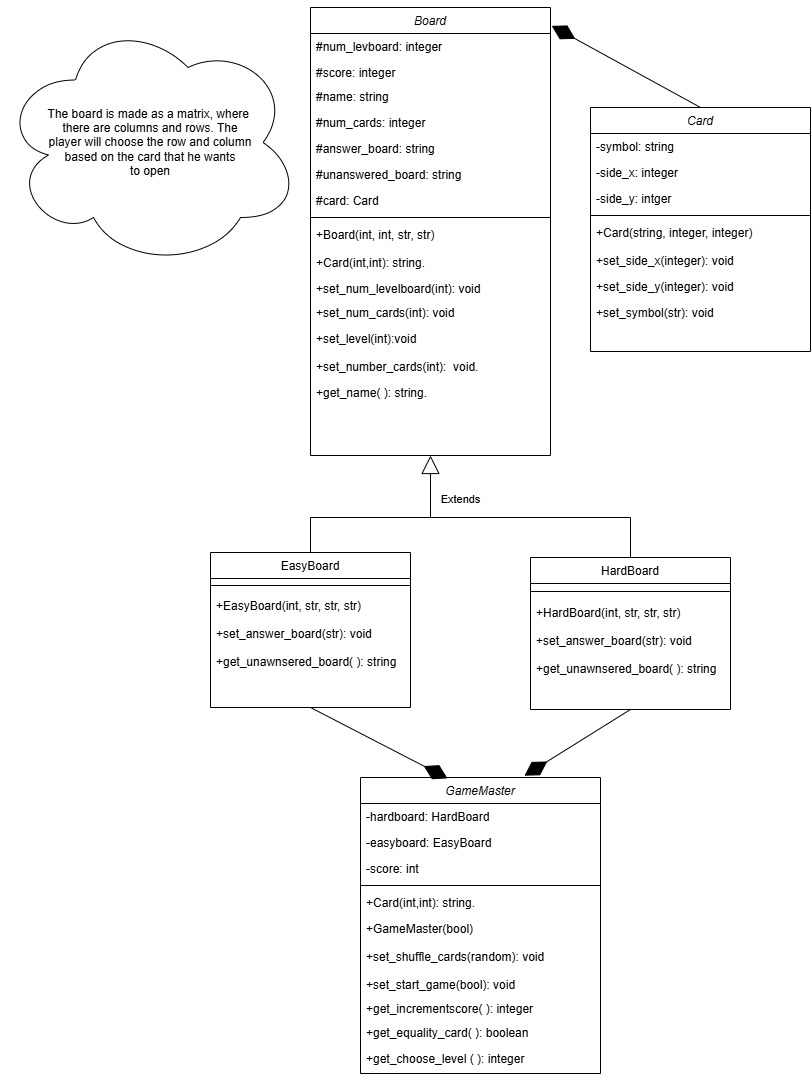 The board is made as a matrix, where
there are columns and rows. The
player will choose the row and column
based on the card that he wants
to open
Board
#num_levboard: integer
#score: integer
#name: string
#num_cards: integer
#answer_board: string
#unanswered_board: string
#card: Card
+Board(int, int, str, str)
+Card(int,int): string.
+set_num_levelboard(int): void
+set_num_cards(int): void
+set_level(int):void
+set_number_cards(int):  void.
+get_name( ): string.
Card
-symbol: string
-side_x: integer
-side_y: intger
+Card(string, integer, integer)
+set_side_x(integer): void
+set_side_y(integer): void
+set_symbol(str): void
Extends
EasyBoard
+EasyBoard(int, str, str, str)
+set_answer_board(str): void
+get_unawnsered_board( ): string
HardBoard
+HardBoard(int, str, str, str)
+set_answer_board(str): void
+get_unawnsered_board( ): string
GameMaster
-hardboard: HardBoard
-easyboard: EasyBoard
-score: int
+Card(int,int): string.
+GameMaster(bool)
+set_shuffle_cards(random): void
+set_start_game(bool): void
+get_incrementscore( ): integer
+get_equality_card( ): boolean
+get_choose_level ( ): integer